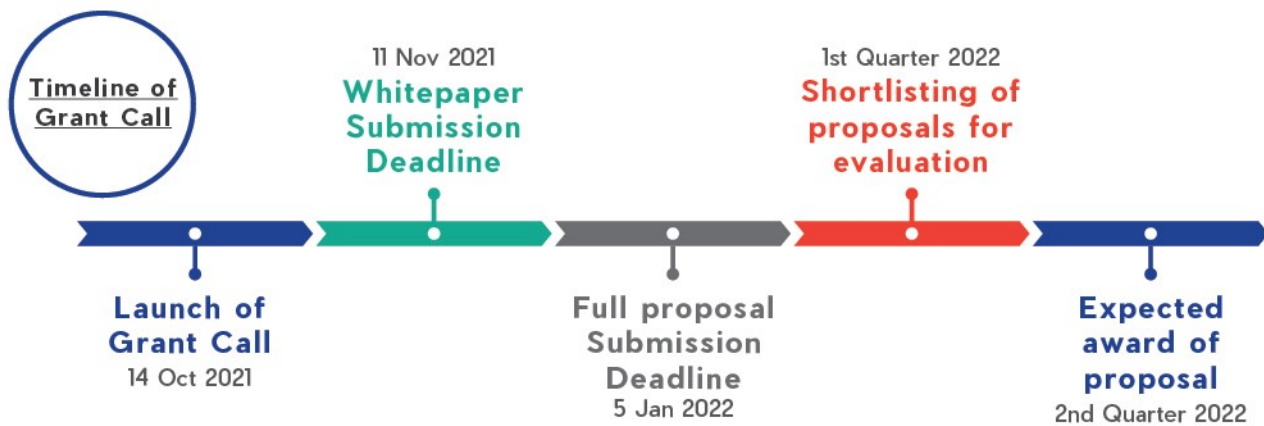 Timeline of
Grant Call
11 Nov 2021
Whitepaper
Submission
Deadline
1st Quarter 2022
Shortlisting of
proposals for
evaluation
Launch of
Grant Call
14 Oct 2021
Full proposal
Submission
Deadline
5 Jan 2022
Expected
award of
proposal
2nd Quarter 2022